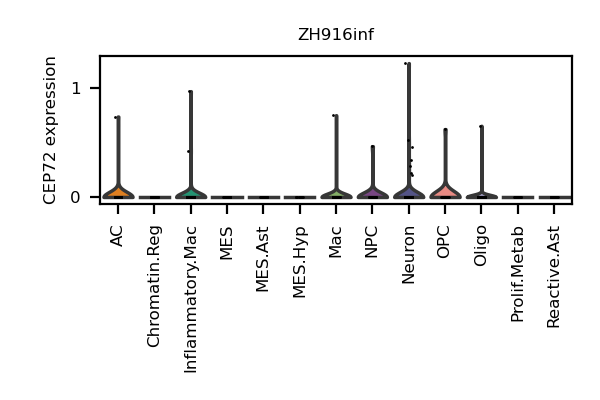 ZH916inf
CEP72 expression
1
0
AC
Chromatin.Reg
Inflammatory.Mac
MES
MES.Ast
MES.Hyp
Mac
NPC
Neuron
OPC
Oligo
Prolif.Metab
Reactive.Ast